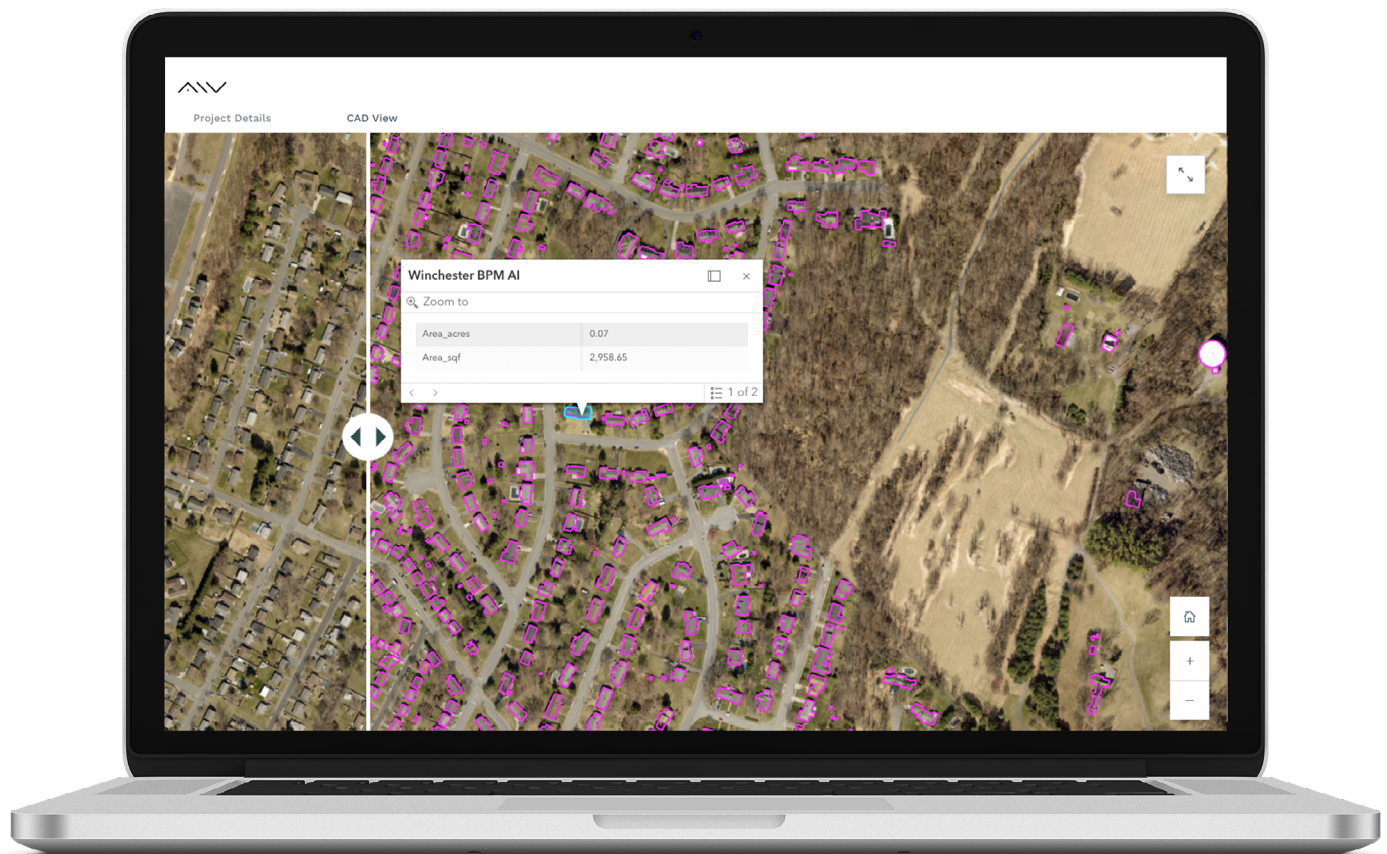 Project Details
CAD View
Winchester BPM AI
Zoom to
Area_acres 0.07
Area_sqf 2,958.65
1 of 2